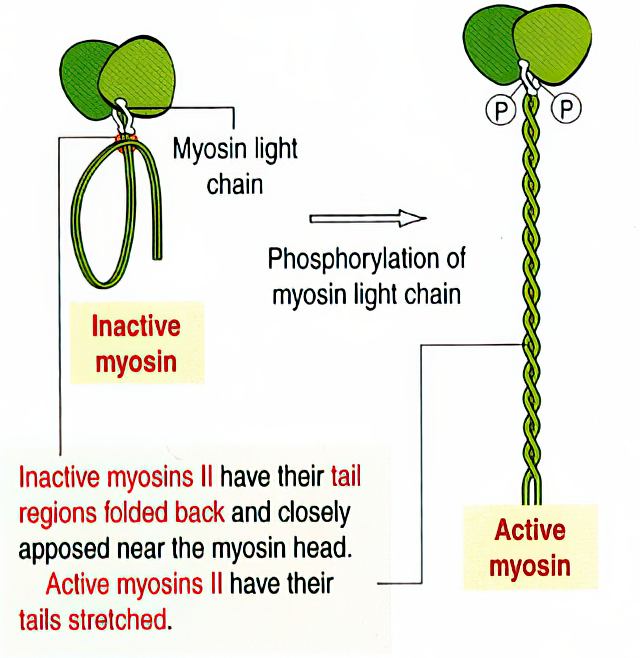 P
P
Myosin light
chain
Phosphorylation of
myosin light chain
Inactive
myosin
Inactive myosins II have their tail
regions folded back and closely
apposed near the myosin head.
Active myosins II have their
tails stretched.
Active
myosin